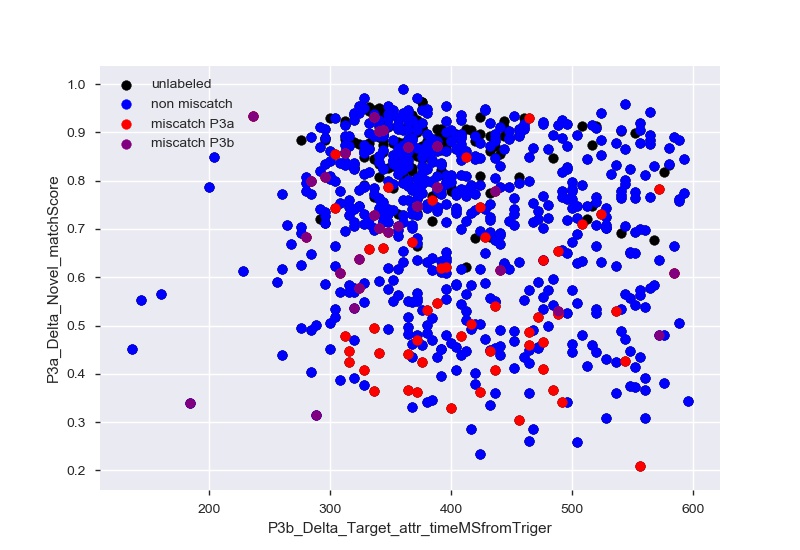 1.0
0.9
0.8
0.7
0.6
0.5
0.4
0.3
0.2
unlabeled
non miscatch
miscatch P3a
miscatch P3b
P3a_Delta_Novel_matchScore
200 300 400 500 600
P3b_Delta_Target_attr_timeMSfromTriger